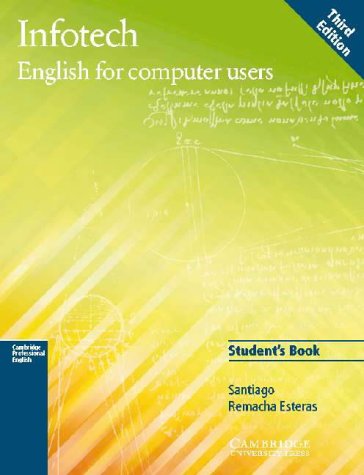 Infotech
English for computer users
Third
Edition
Cambridge
Professional
English
Student's Book
Santiago
Remacha Esteras
CAMBRIDGE
UNIVERSITY PRESS